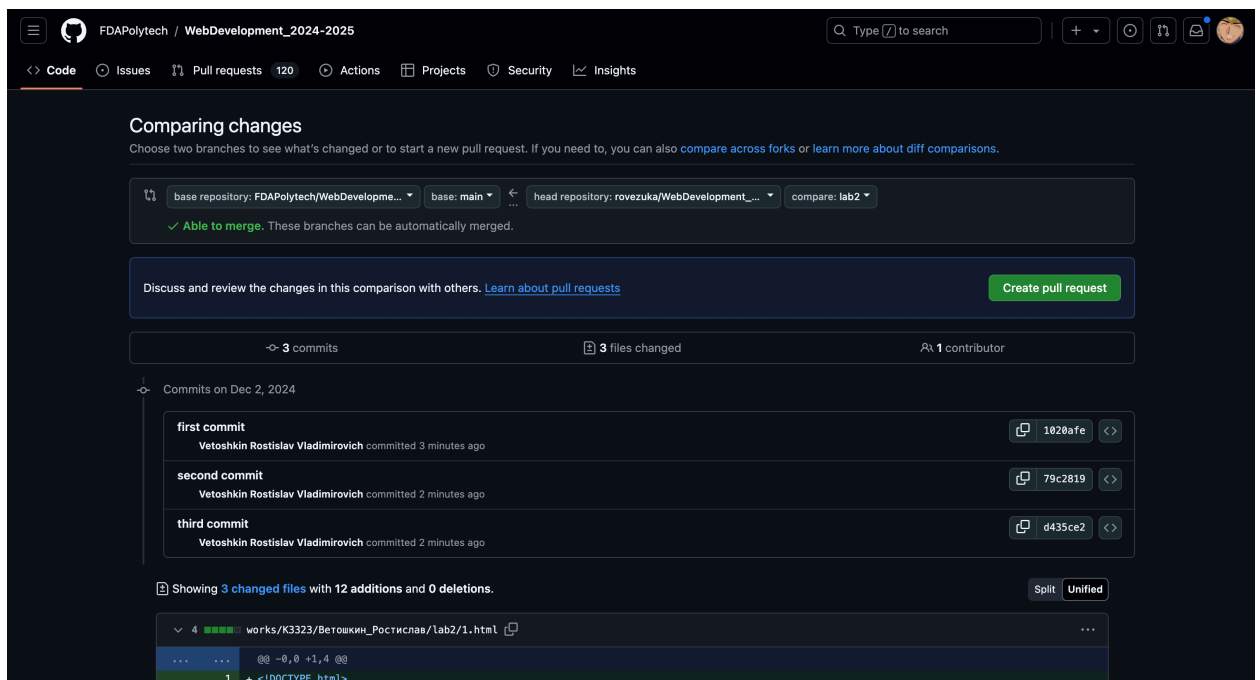 FDAPolytech / WebDevelopment_2024-2025
Type / to search
Code Issues Pull requests 120 Actions Projects Security Insights
Comparing changes
Choose two branches to see what's changed or to start a new pull request. If you need to, you can also compare across forks or learn more about diff comparisons.
base repository: FDAPolytech/WebDevelopme... base: main ← ... head repository: rovezuka/WebDevelopment_... compare: lab2
✓ Able to merge. These branches can be automatically merged.
Discuss and review the changes in this comparison with others. Learn about pull requests Create pull request
3 commits 3 files changed 1 contributor
Commits on Dec 2, 2024
first commit
Vetoshkin Rostislav Vladimirovich committed 3 minutes ago 1020afe <>
second commit
Vetoshkin Rostislav Vladimirovich committed 2 minutes ago 79c2819 <>
third commit
Vetoshkin Rostislav Vladimirovich committed 2 minutes ago d435ce2 <>
Showing 3 changed files with 12 additions and 0 deletions. Split Unified
4 works/K3323/Ветошкин_Ростислав/lab2/1.html ...
... ... @@ -0,0 +1,4 @@
1 + <!DOCTYPE html>